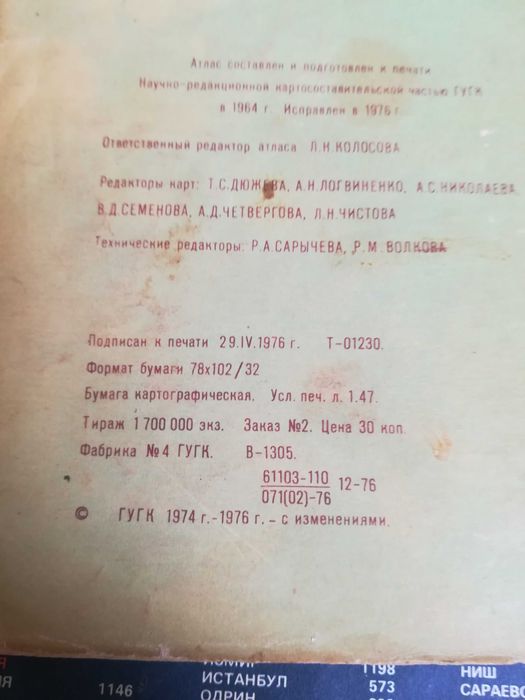 Атлас составлен и подготовлен к печати
Научно-редакционной картосоставительской частью ГУГК
в 1964 г. Исправлен в 1976 г.
Ответственный редактор атласа Л.Н.КОЛОСОВА
Редакторы карт: Т.С.ДЮЖЕВА, А.Н.ЛОГВИНЕНКО, А.С.НИКОЛАЕВА
В.Д.СЕМЕНОВА, А.Д.ЧЕТВЕРГОВА, Л.Н.ЧИСТОВА
Технические редакторы: Р.А.САРЫЧЕВА, Р.М.ВОЛКОВА
Подписан к печати 29.IV.1976 г. Т-01230.
Формат бумаги 78х102/32
Бумага картографическая. Усл. печ. л. 1.47.
Тираж 1 700 000 экз. Заказ №2. Цена 30 коп.
Фабрика №4 ГУГК. В-1305.
61103-110
071(02)-76 12-76
© ГУГК 1974 г.-1976 г. - с изменениями.
1198 НИШ
1146 ИСТАНБУЛ 573 САРАЕВО
ОДРИН